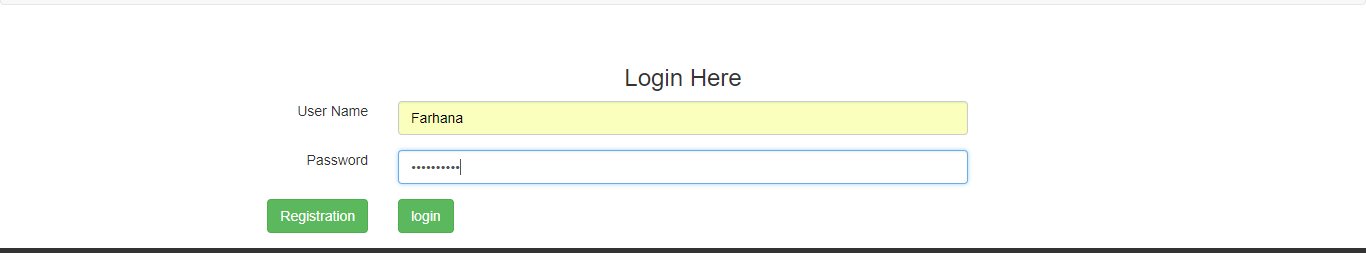 Login Here
User Name
Farhana
Password
••••••••••
Registration
login